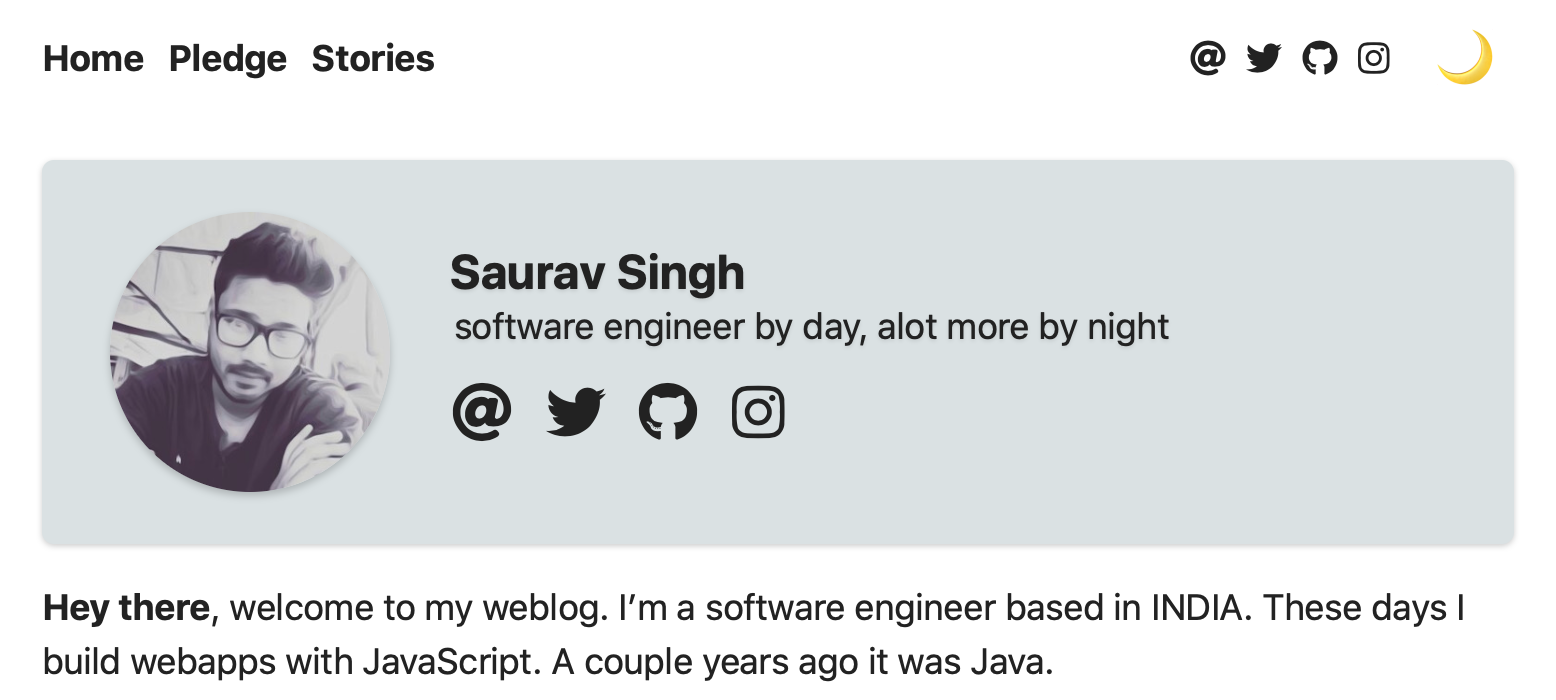 Home Pledge Stories
Saurav Singh
software engineer by day, alot more by night
Hey there, welcome to my weblog. I’m a software engineer based in INDIA. These days I
build webapps with JavaScript. A couple years ago it was Java.